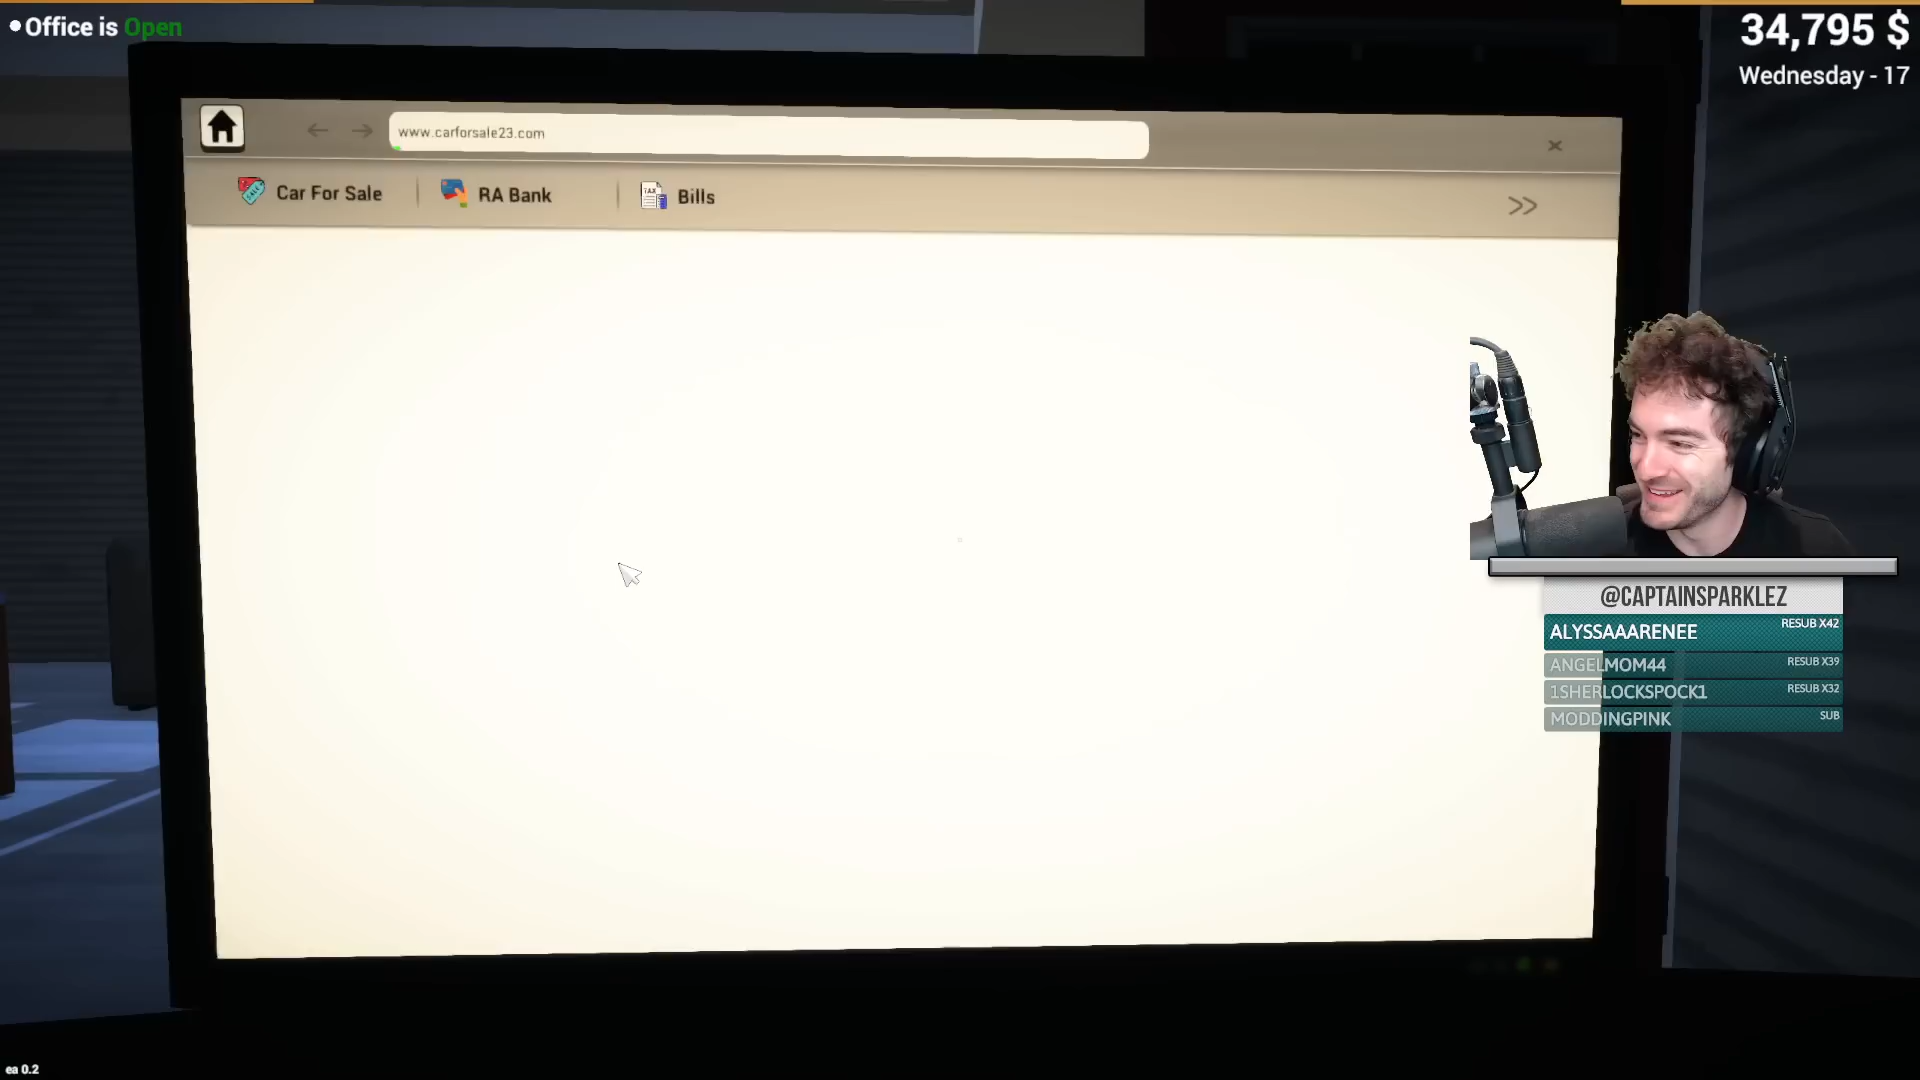 Office is Open
34,795 $
Wednesday - 17
www.carforsale23.com
Car For Sale
RA Bank
Bills
@CAPTAINSPARKLEZ
ALYSSAAARENEE RESUB X42
ANGELMOM44 RESUB X39
1SHERLOCKSPOCK1 RESUB X32
MODDINGPINK SUB
ea 0.2